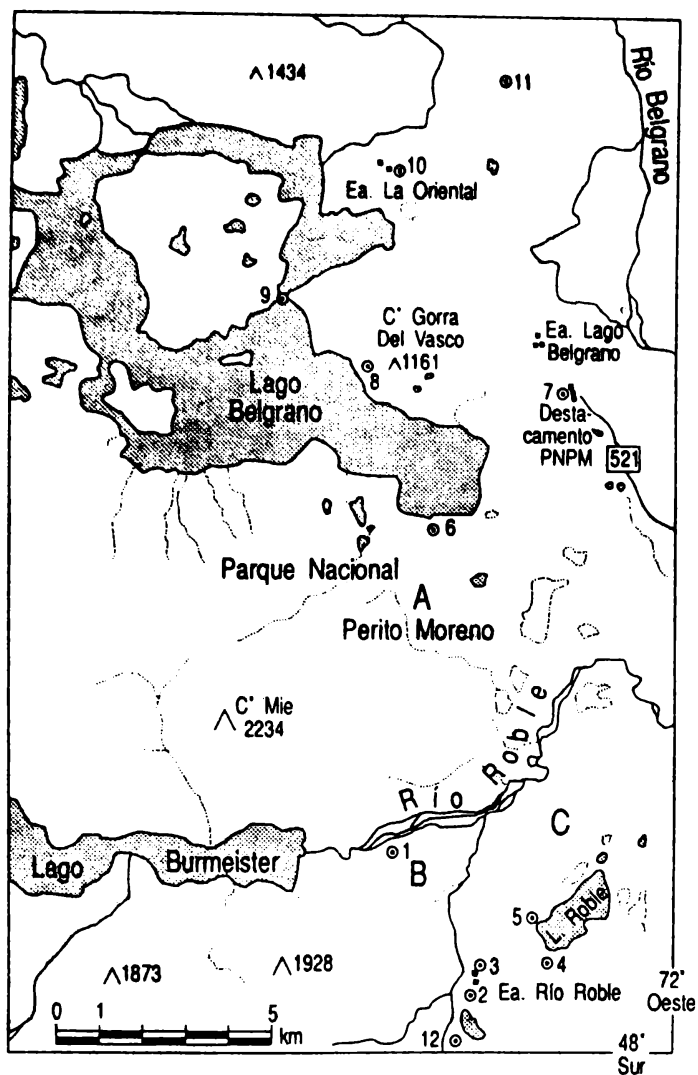 1434
11
Río Belgrano
10
Ea. La Oriental
9
C° Gorra
Del Vasco
1161
8
Ea. Lago
Belgrano
7
Desta-
camento
PNPM
521
Lago
Belgrano
6
Parque Nacional
A
Perito Moreno
C° Mie
2234
Río Roble
C
1
B
Lago Burmeister
5
L. Roble
1873
1928
3
4
2
Ea. Río Roble
12
72°
Oeste
0 1 5
km
48°
Sur